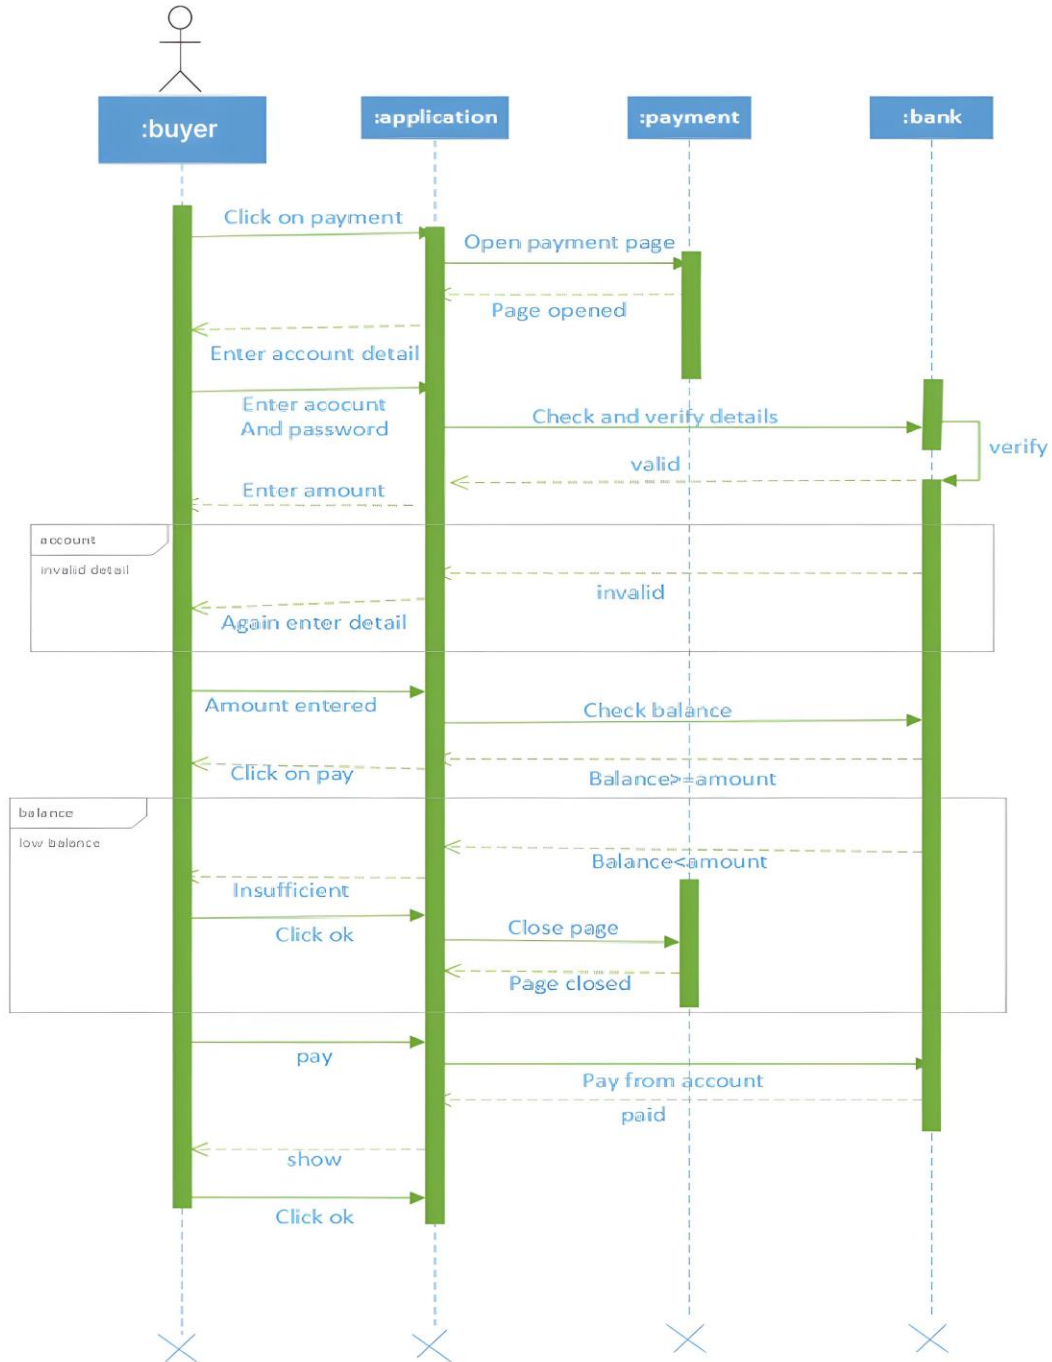 :buyer
:application
:payment
:bank
Click on payment
Open payment page
Page opened
Enter account detail
Enter acocunt
And password
Check and verify details
verify
valid
Enter amount
account
invalid detail
invalid
Again enter detail
Amount entered
Check balance
Click on pay
Balance>=amount
balance
low balance
Balance<amount
Insufficient
Click ok
Close page
Page closed
pay
Pay from account
paid
show
Click ok